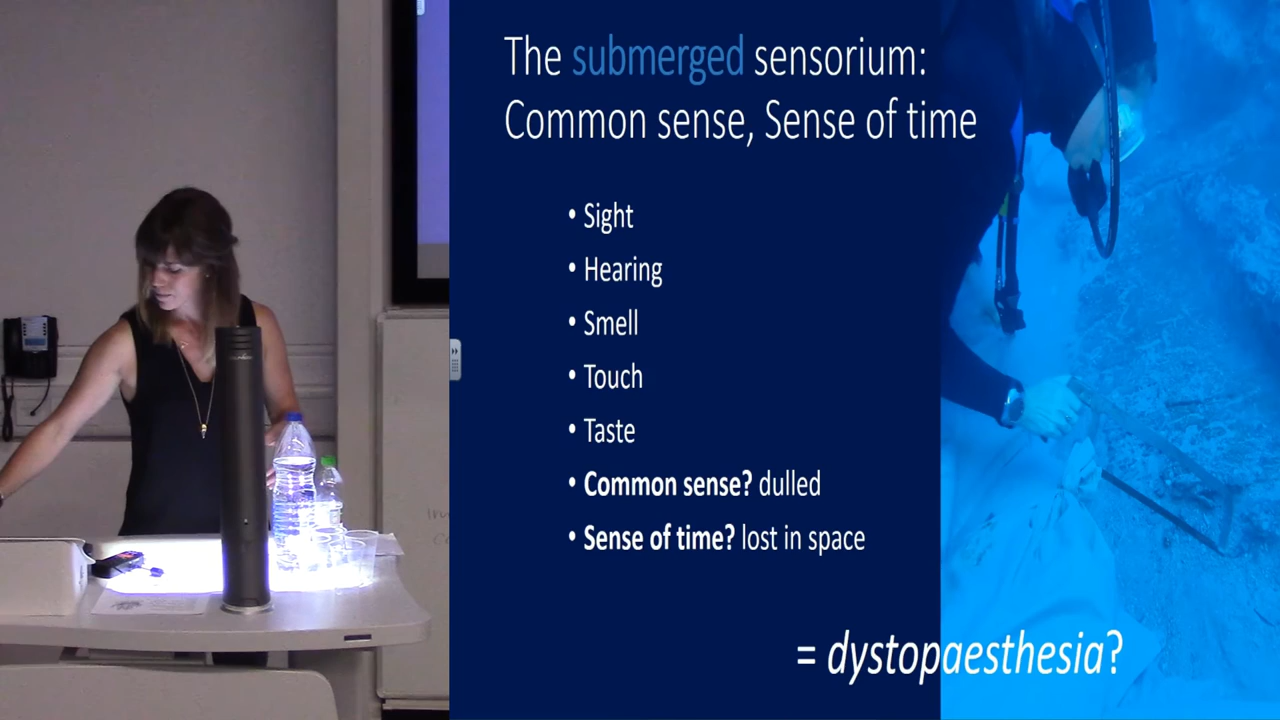 The submerged sensorium:
Common sense, Sense of time
• Sight
• Hearing
• Smell
• Touch
• Taste
• Common sense? dulled
• Sense of time? lost in space
= dystopaesthesia?